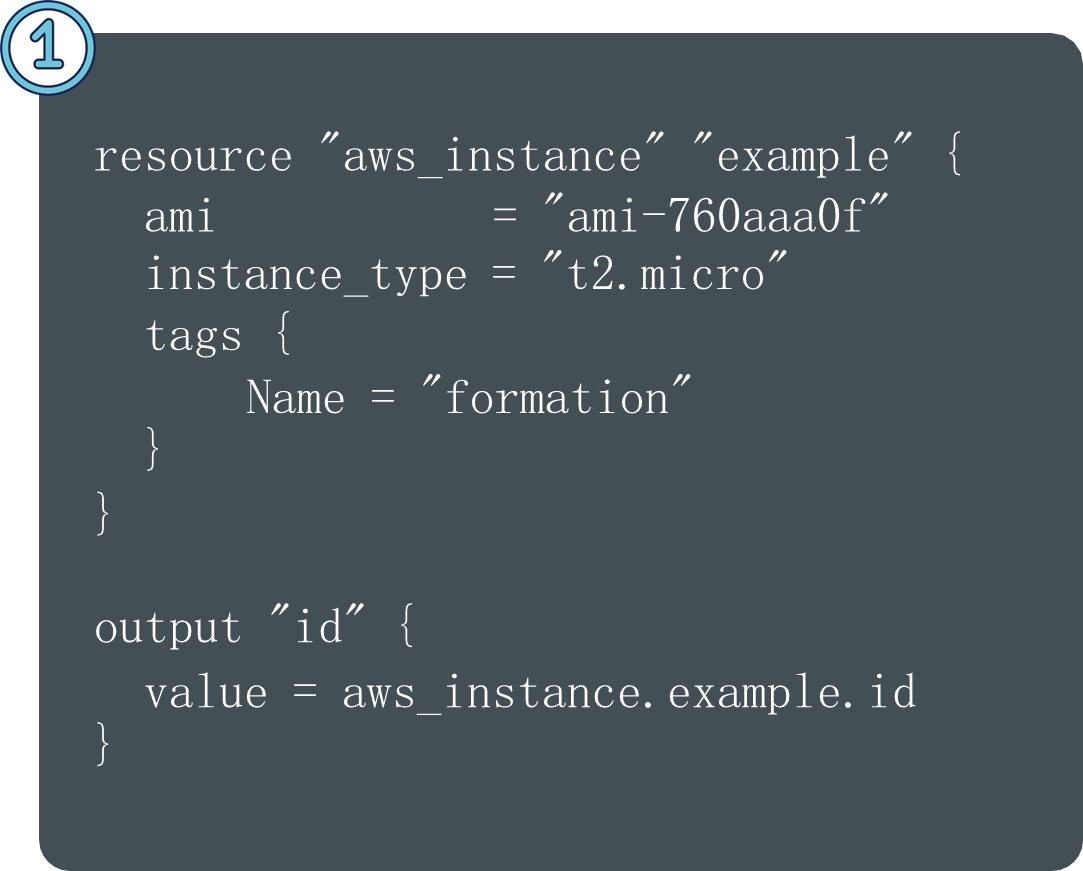 1
resource "aws_instance" "example" {
  ami           = "ami-760aaa0f"
  instance_type = "t2.micro"
  tags {
      Name = "formation"
  }
}

output "id" {
  value = aws_instance.example.id
}